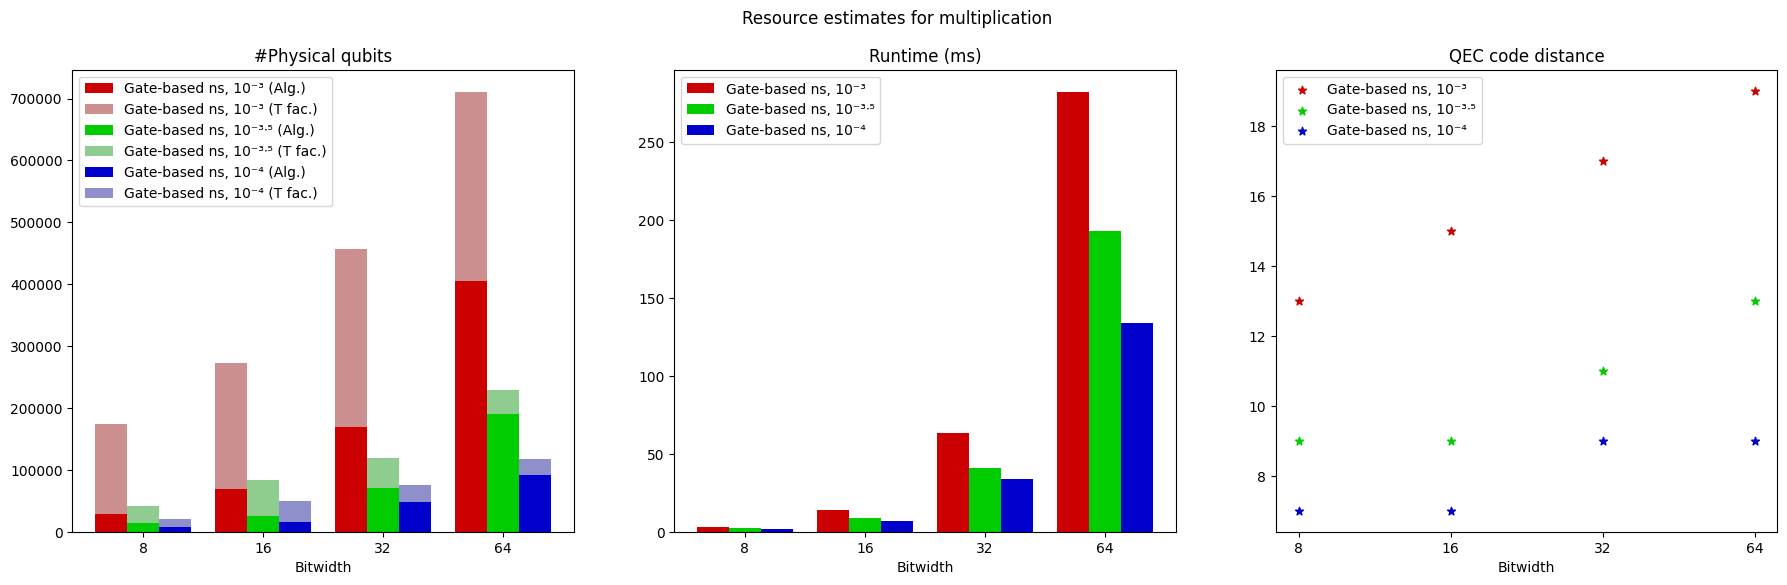 Resource estimates for multiplication
#Physical qubits
Gate-based ns, 10⁻³ (Alg.)
Gate-based ns, 10⁻³ (T fac.)
Gate-based ns, 10⁻³·⁵ (Alg.)
Gate-based ns, 10⁻³·⁵ (T fac.)
Gate-based ns, 10⁻⁴ (Alg.)
Gate-based ns, 10⁻⁴ (T fac.)
700000
600000
500000
400000
300000
200000
100000
0
8 16 32 64
Bitwidth
Runtime (ms)
Gate-based ns, 10⁻³
Gate-based ns, 10⁻³·⁵
Gate-based ns, 10⁻⁴
250
200
150
100
50
0
8 16 32 64
Bitwidth
QEC code distance
Gate-based ns, 10⁻³
Gate-based ns, 10⁻³·⁵
Gate-based ns, 10⁻⁴
18
16
14
12
10
8
8 16 32 64
Bitwidth